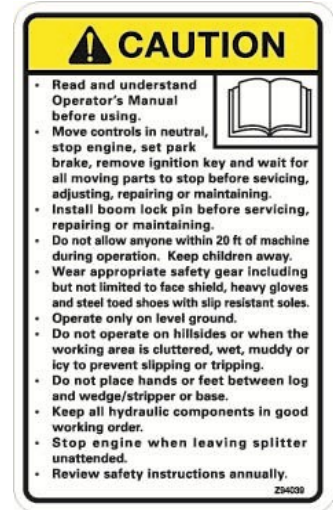 CAUTION
• Read and understand
Operator's Manual
before using.
• Move controls in neutral,
stop engine, set park
brake, remove ignition key and wait for
all moving parts to stop before sevicing,
adjusting, repairing or maintaining.
• Install boom lock pin before servicing,
repairing or maintaining.
• Do not allow anyone within 20 ft of machine
during operation. Keep children away.
• Wear appropriate safety gear including
but not limited to face shield, heavy gloves
and steel toed shoes with slip resistant soles.
• Operate only on level ground.
• Do not operate on hillsides or when the
working area is cluttered, wet, muddy or
icy to prevent slipping or tripping.
• Do not place hands or feet between log
and wedge/stripper or base.
• Keep all hydraulic components in good
working order.
• Stop engine when leaving splitter
unattended.
• Review safety instructions annually.
Z94039